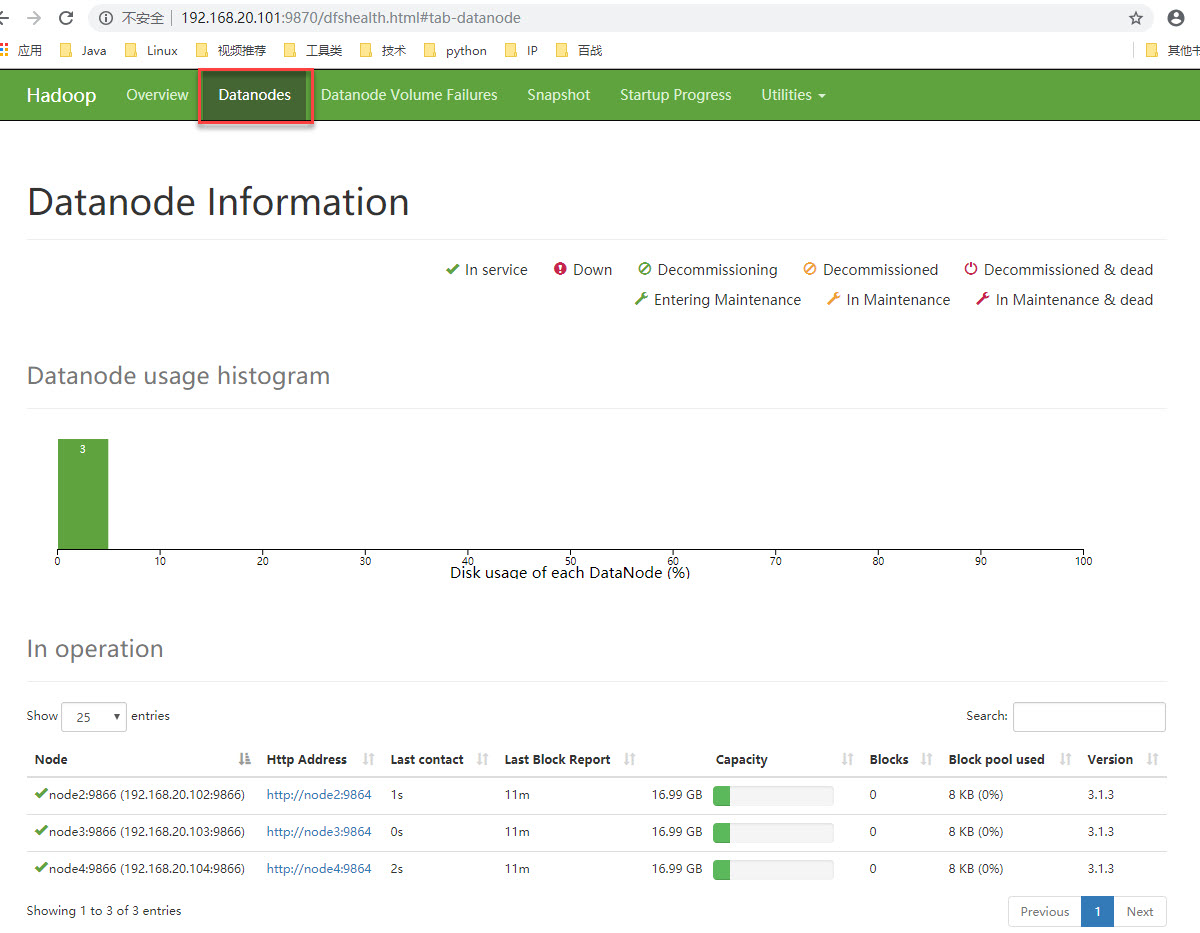 不安全 192.168.20.101:9870/dfshealth.html#tab-datanode
应用 Java Linux 视频推荐 工具类 技术 python IP 百战 其他书
Hadoop Overview Datanodes Datanode Volume Failures Snapshot Startup Progress Utilities
Datanode Information
In service Down Decommissioning Decommissioned Decommissioned & dead
Entering Maintenance In Maintenance In Maintenance & dead
Datanode usage histogram
3
0 10 20 30 40 50 60 70 80 90 100
Disk usage of each DataNode (%)
In operation
Show 25 entries Search:
Node Http Address Last contact Last Block Report Capacity Blocks Block pool used Version
node2:9866 (192.168.20.102:9866) http://node2:9864 1s 11m 16.99 GB 0 8 KB (0%) 3.1.3
node3:9866 (192.168.20.103:9866) http://node3:9864 0s 11m 16.99 GB 0 8 KB (0%) 3.1.3
node4:9866 (192.168.20.104:9866) http://node4:9864 2s 11m 16.99 GB 0 8 KB (0%) 3.1.3
Showing 1 to 3 of 3 entries Previous 1 Next